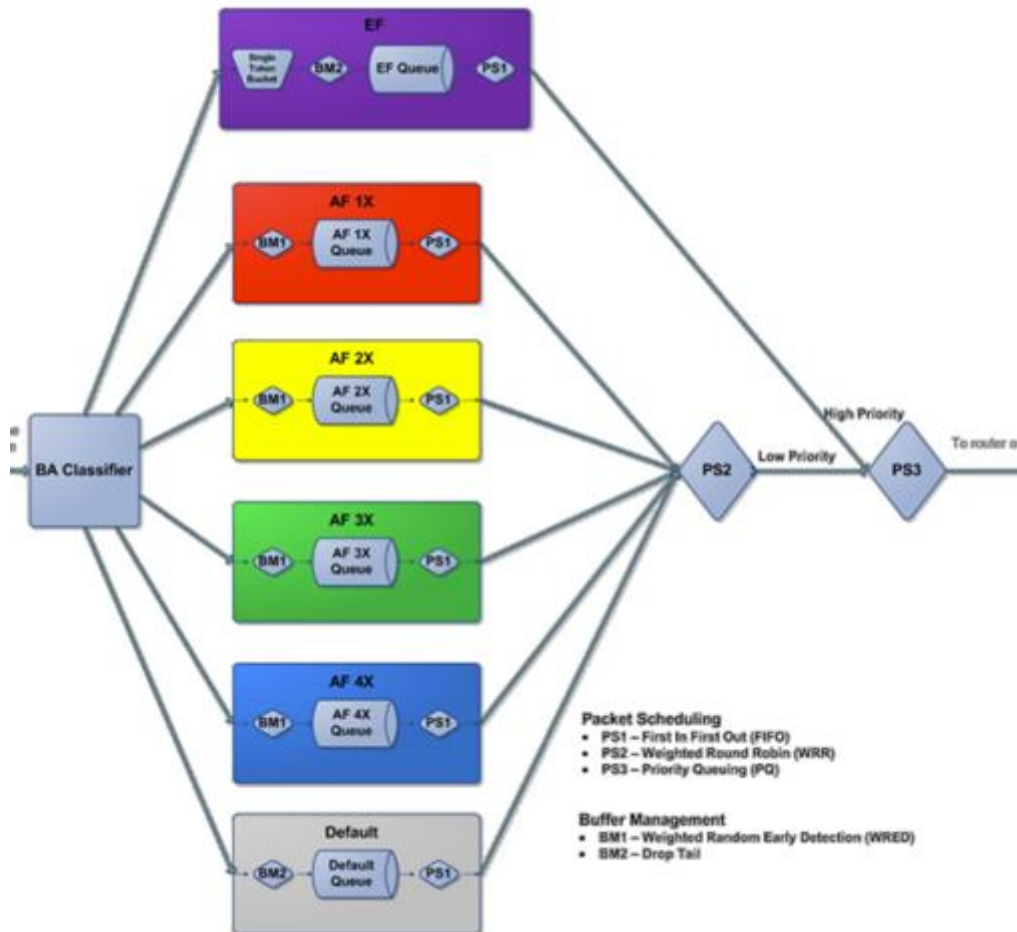 EF
Single
Token
Bucket
BM2
EF Queue
PS1
AF 1X
BM1
AF 1X
Queue
PS1
AF 2X
BM1
AF 2X
Queue
PS1
High Priority
BA Classifier
PS2
Low Priority
PS3
To router o
AF 3X
BM1
AF 3X
Queue
PS1
AF 4X
BM1
AF 4X
Queue
PS1
Packet Scheduling
• PS1 – First In First Out (FIFO)
• PS2 – Weighted Round Robin (WRR)
• PS3 – Priority Queuing (PQ)
Buffer Management
• BM1 – Weighted Random Early Detection (WRED)
• BM2 – Drop Tail
Default
BM2
Default
Queue
PS1